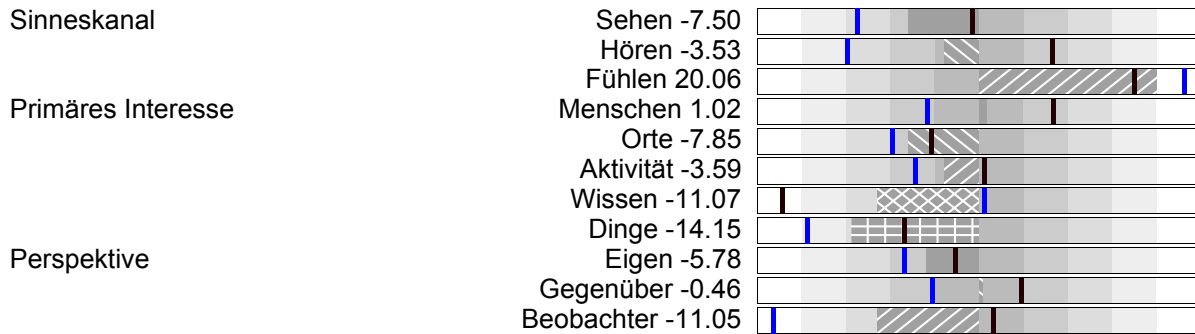 Sinneskanal Sehen -7.50
Hören -3.53
Fühlen 20.06
Primäres Interesse Menschen 1.02
Orte -7.85
Aktivität -3.59
Wissen -11.07
Dinge -14.15
Perspektive Eigen -5.78
Gegenüber -0.46
Beobachter -11.05